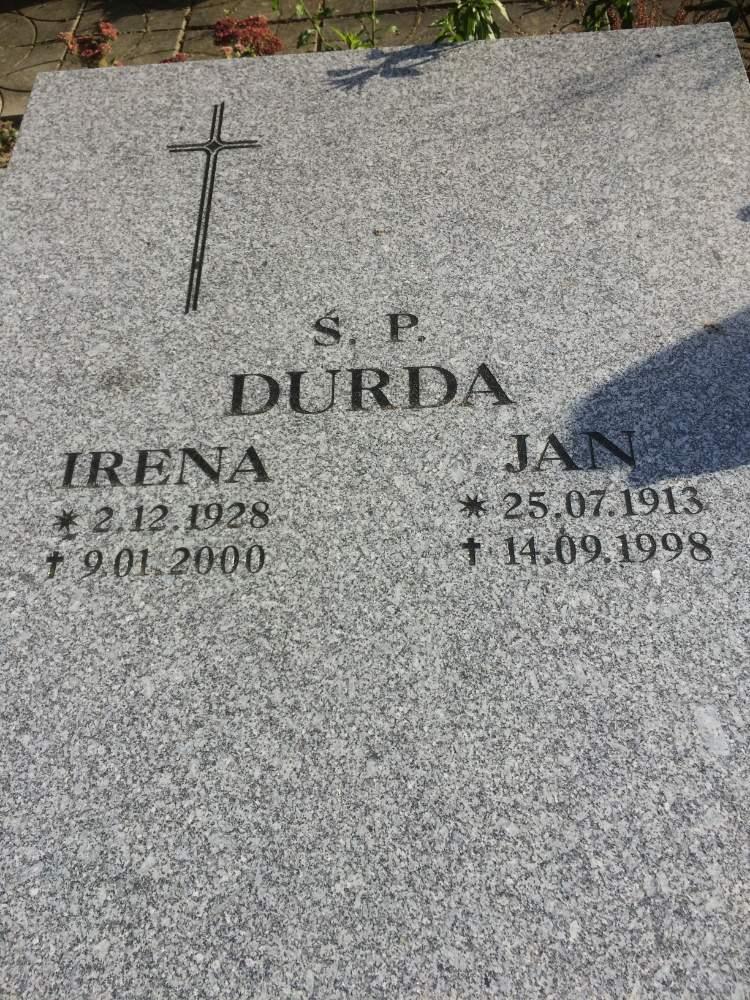 Ś. P.
DURDA
IRENA JAN
* 2.12.1928 * 25.07.1913
✝ 9.01.2000 ✝ 14.09.1998